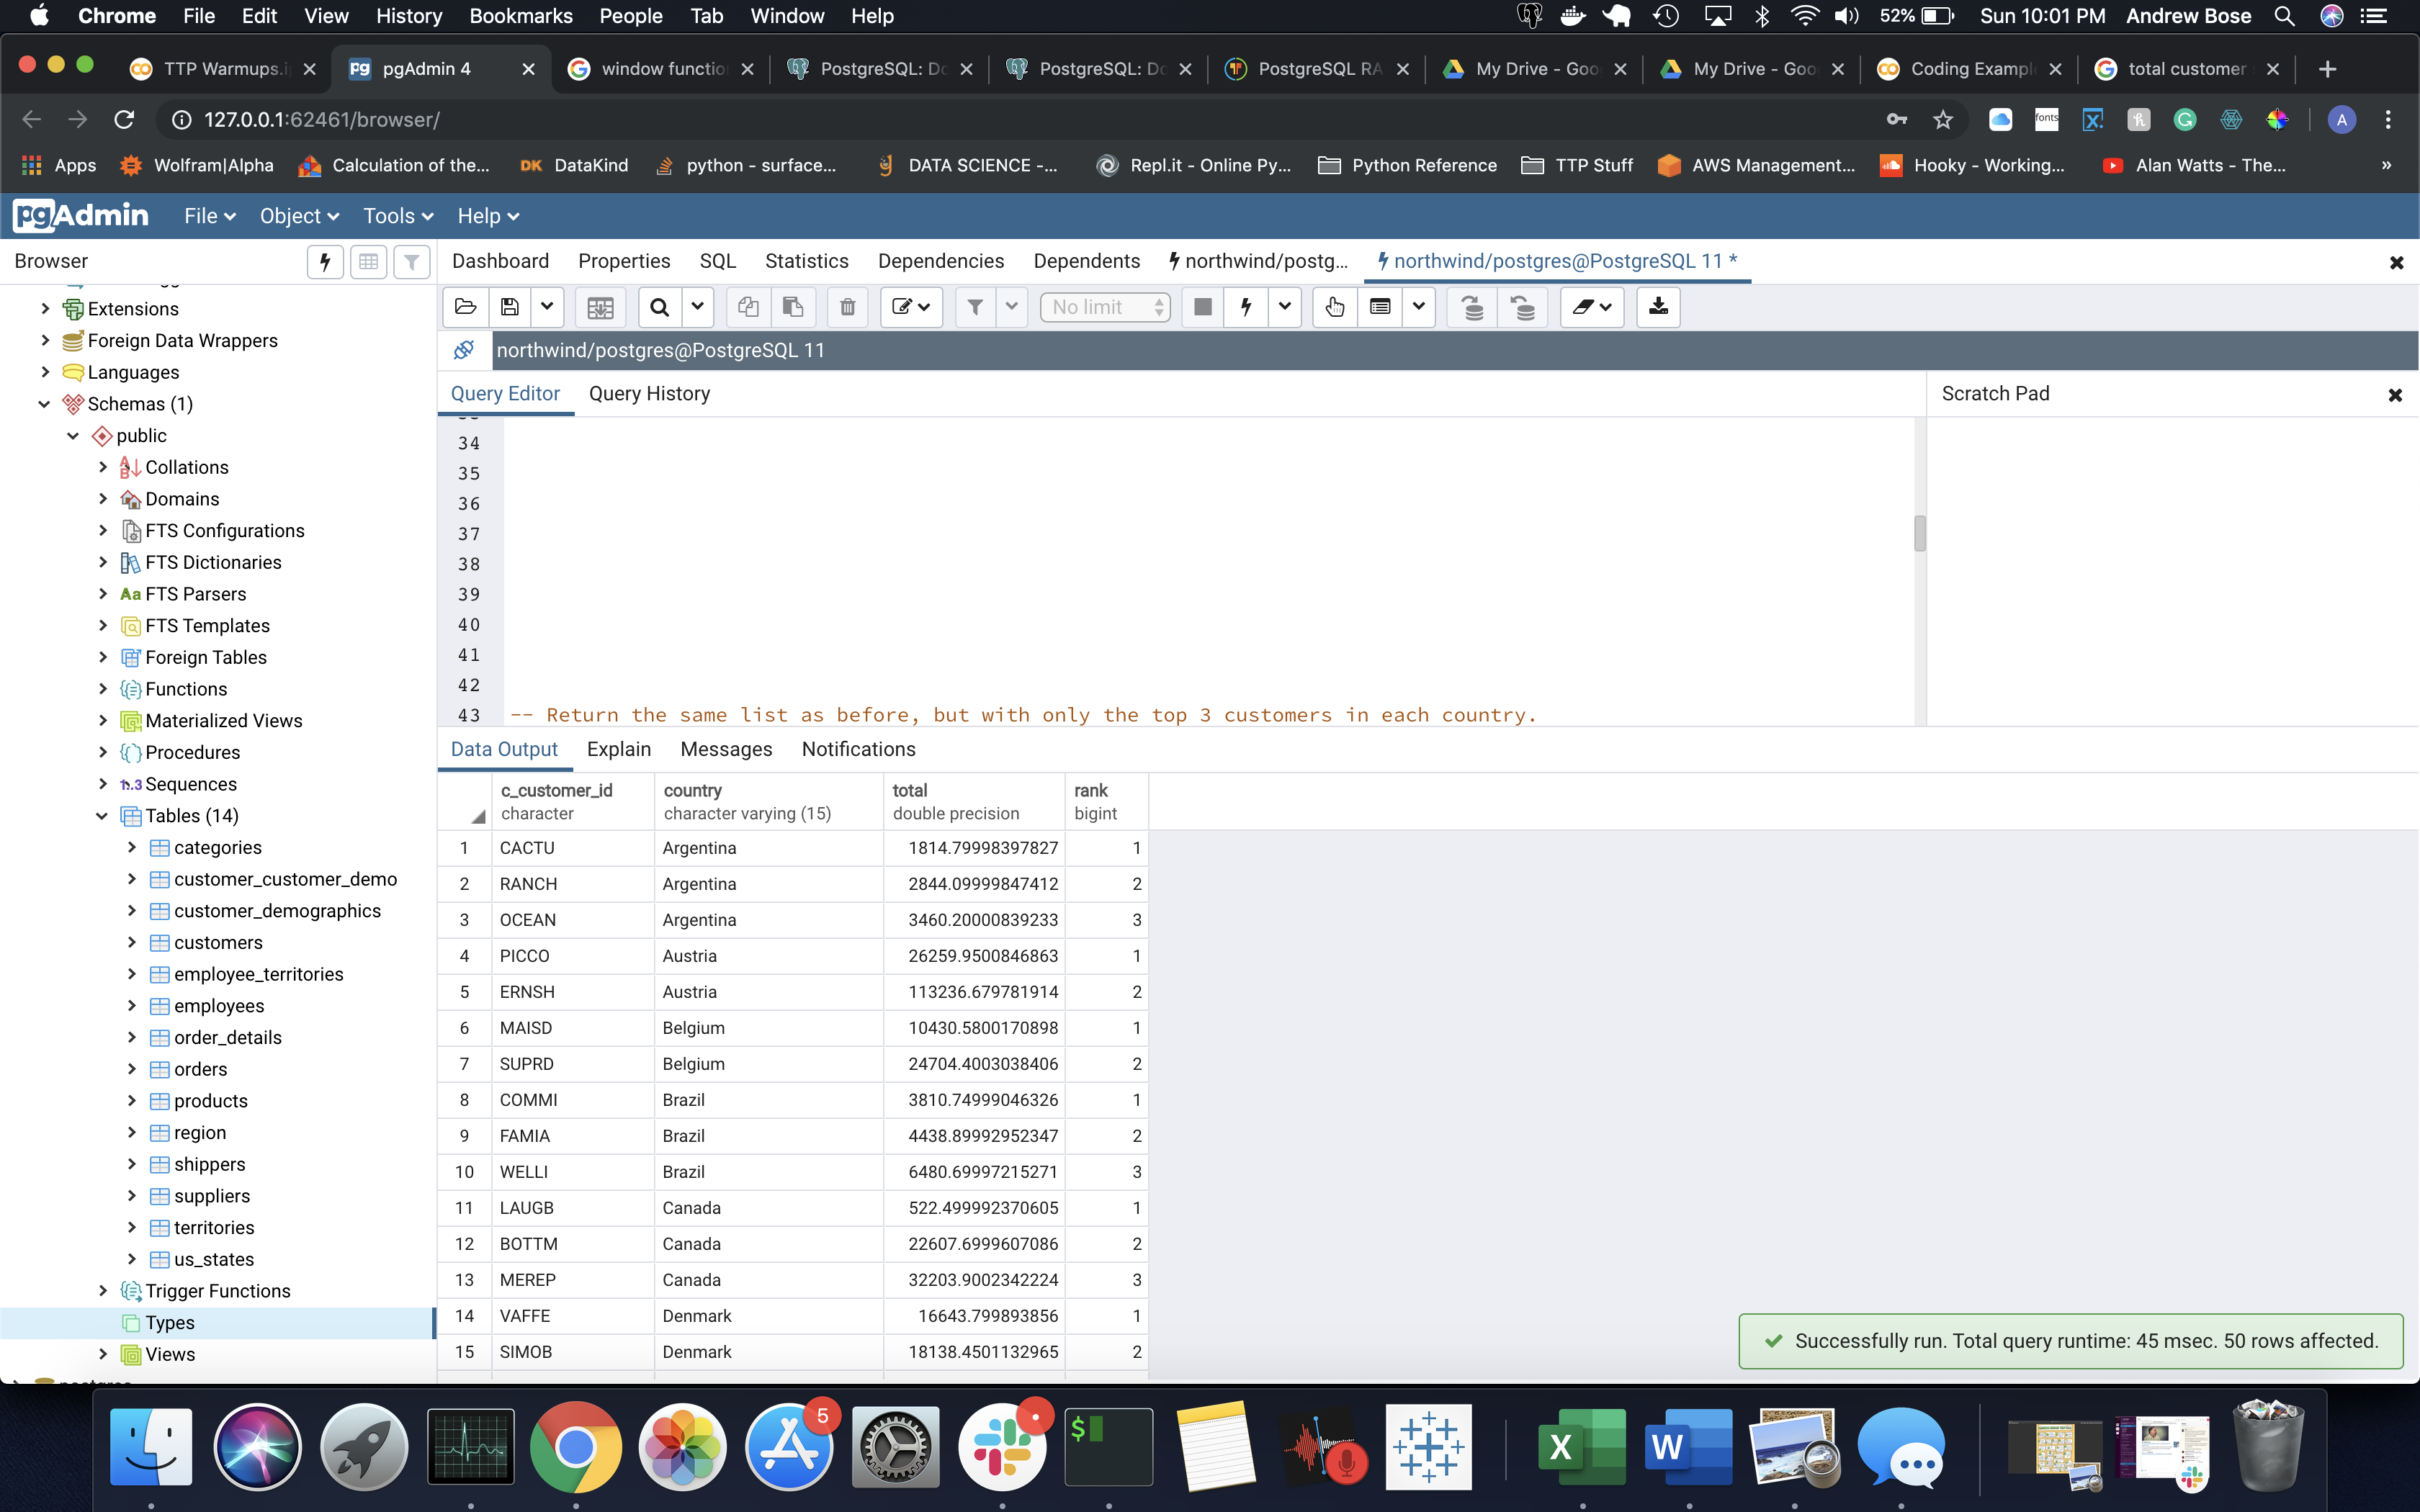 Chrome File Edit View History Bookmarks People Tab Window Help 52% Sun 10:01 PM Andrew Bose
TTP Warmups.i pgAdmin 4 window functio PostgreSQL: Do PostgreSQL: Do PostgreSQL RA My Drive - Goo My Drive - Goo Coding Exampl total customer
127.0.0.1:62461/browser/ fonts A
Apps Wolfram|Alpha Calculation of the... DK DataKind python - surface... DATA SCIENCE -... Repl.it - Online Py... Python Reference TTP Stuff AWS Management... Hooky - Working... Alan Watts - The... »
pgAdmin File Object Tools Help
Browser
Dashboard Properties SQL Statistics Dependencies Dependents northwind/postg... northwind/postgres@PostgreSQL 11 *
No limit
northwind/postgres@PostgreSQL 11
Query Editor Query History
Scratch Pad
Extensions
Foreign Data Wrappers
Languages
Schemas (1)
public
Collations
Domains
FTS Configurations
FTS Dictionaries
Aa FTS Parsers
FTS Templates
Foreign Tables
Functions
Materialized Views
Procedures
1..3 Sequences
Tables (14)
categories
customer_customer_demo
customer_demographics
customers
employee_territories
employees
order_details
orders
products
region
shippers
suppliers
territories
us_states
Trigger Functions
Types
Views
34
35
36
37
38
39
40
41
42
43 -- Return the same list as before, but with only the top 3 customers in each country.
Data Output Explain Messages Notifications
c_customer_id country total rank
character character varying (15) double precision bigint
1 CACTU Argentina 1814.79998397827 1
2 RANCH Argentina 2844.09999847412 2
3 OCEAN Argentina 3460.20000839233 3
4 PICCO Austria 26259.9500846863 1
5 ERNSH Austria 113236.679781914 2
6 MAISD Belgium 10430.5800170898 1
7 SUPRD Belgium 24704.4003038406 2
8 COMMI Brazil 3810.74999046326 1
9 FAMIA Brazil 4438.89992952347 2
10 WELLI Brazil 6480.69997215271 3
11 LAUGB Canada 522.499992370605 1
12 BOTTM Canada 22607.6999607086 2
13 MEREP Canada 32203.9002342224 3
14 VAFFE Denmark 16643.799893856 1
15 SIMOB Denmark 18138.4501132965 2
Successfully run. Total query runtime: 45 msec. 50 rows affected.
5
$
X
W